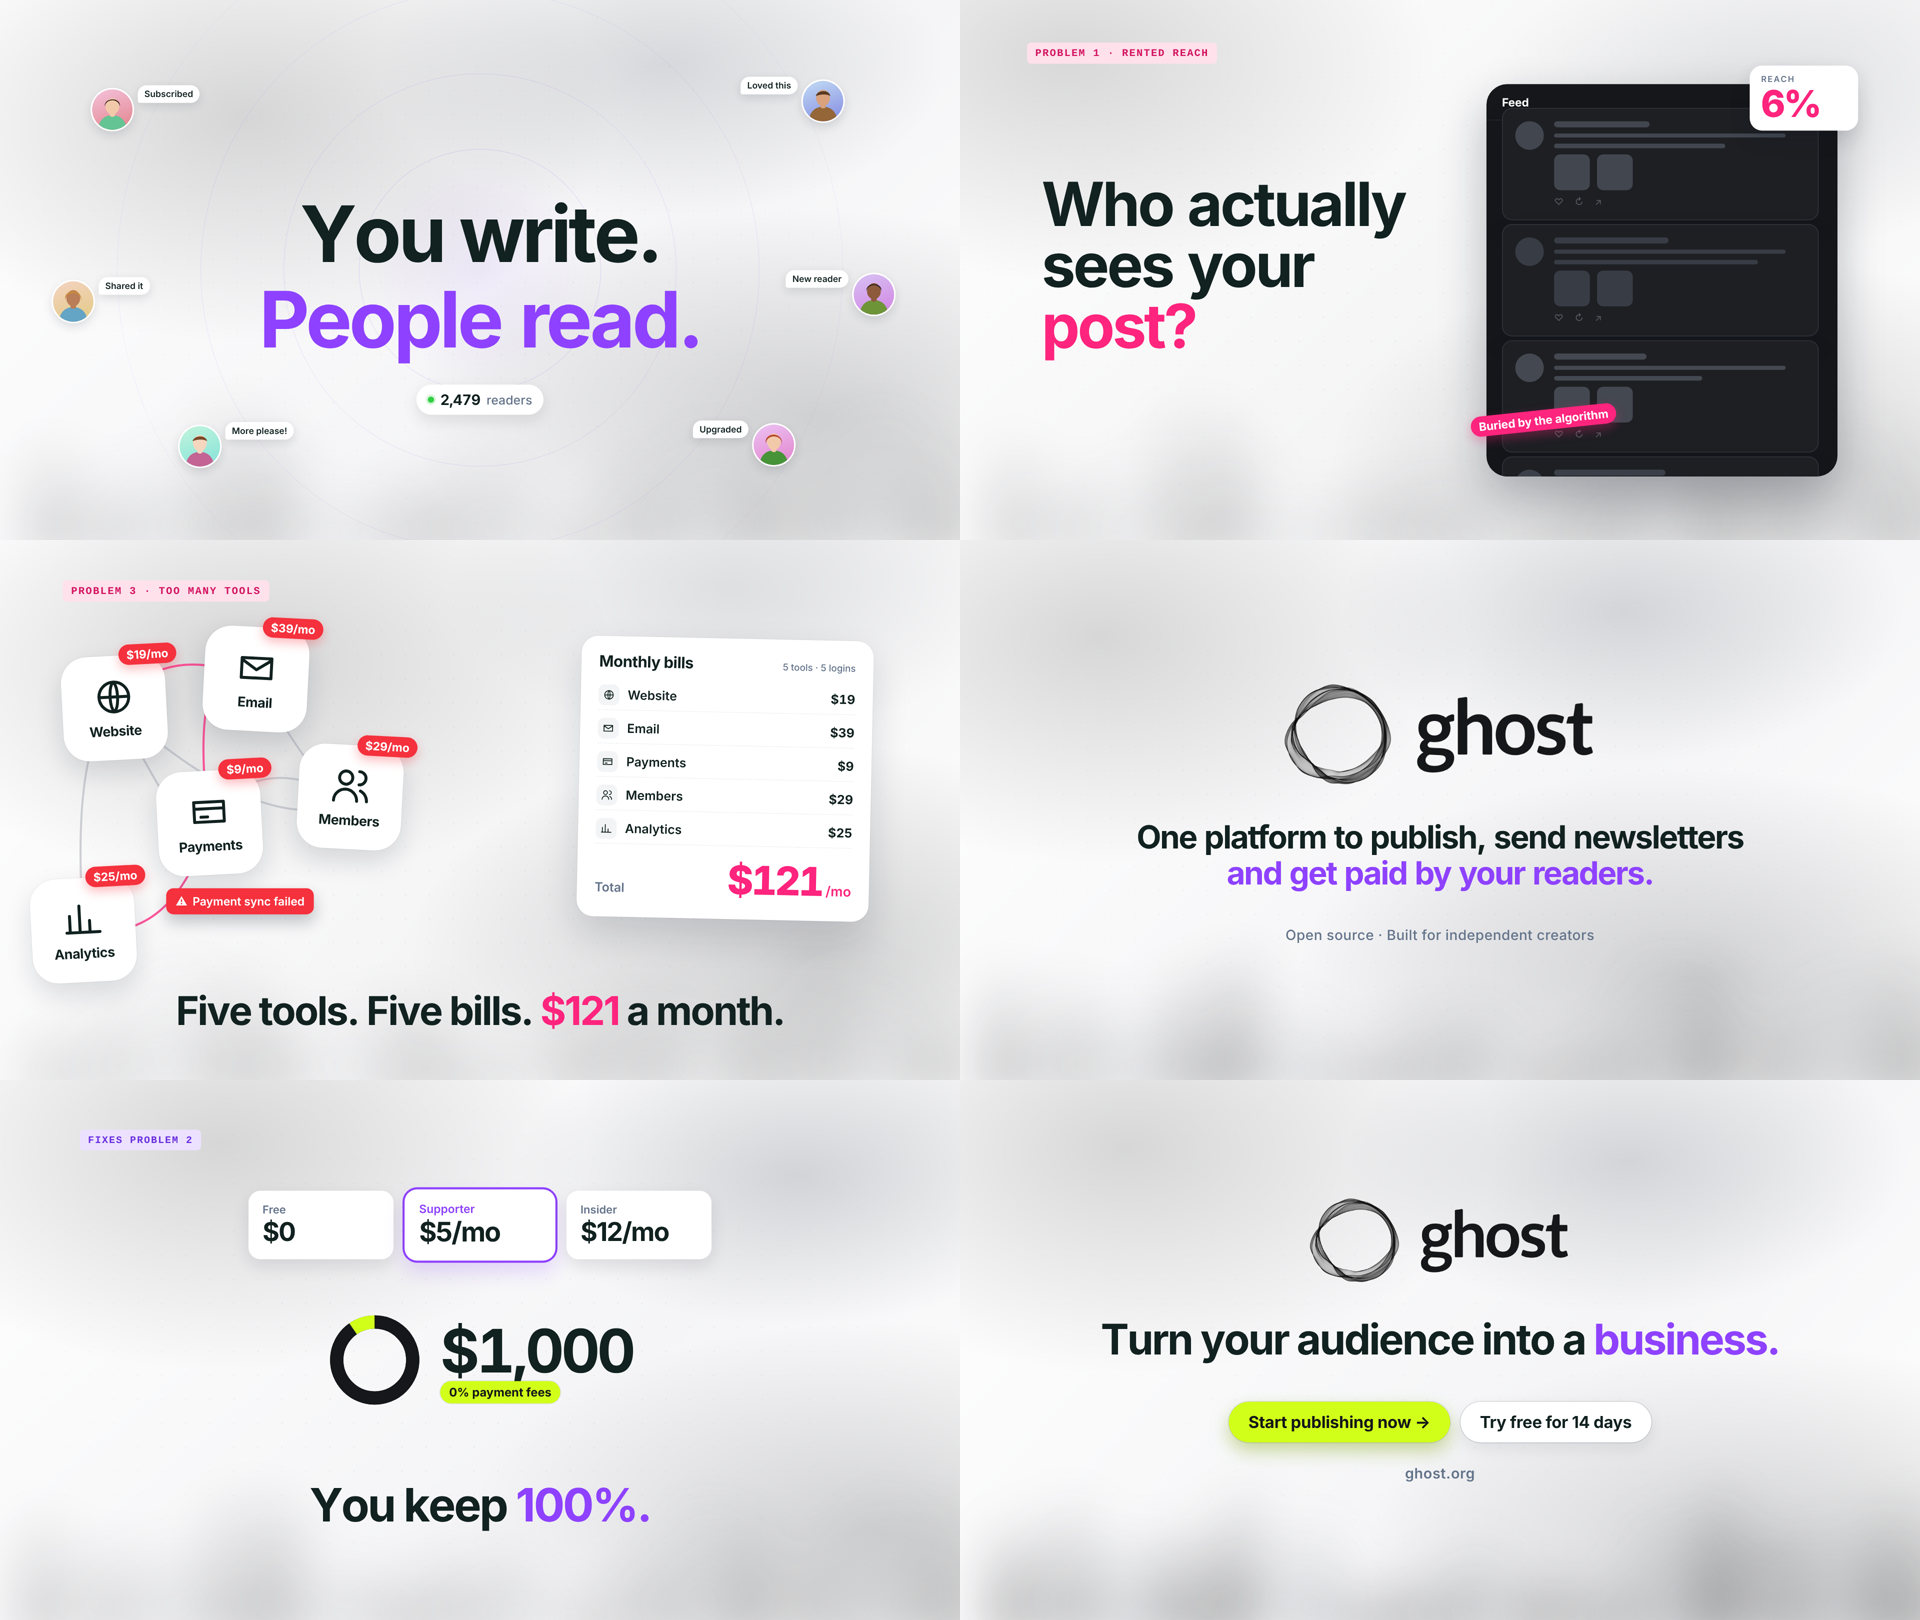 Subscribed
Loved this
You write.
Shared it
New reader
People read.
2,479 readers
More please!
Upgraded
PROBLEM 1 · RENTED REACH
REACH
6%
Feed
Who actually
sees your
post?
Buried by the algorithm
PROBLEM 3 · TOO MANY TOOLS
$19/mo
Website
$39/mo
Email
$29/mo
Members
$9/mo
Payments
$25/mo
Analytics
Payment sync failed
Monthly bills
5 tools · 5 logins
Website $19
Email $39
Payments $9
Members $29
Analytics $25
Total $121/mo
Five tools. Five bills. $121 a month.
ghost
One platform to publish, send newsletters
and get paid by your readers.
Open source · Built for independent creators
FIXES PROBLEM 2
Free
$0
Supporter
$5/mo
Insider
$12/mo
$1,000
0% payment fees
You keep 100%.
ghost
Turn your audience into a business.
Start publishing now →
Try free for 14 days
ghost.org